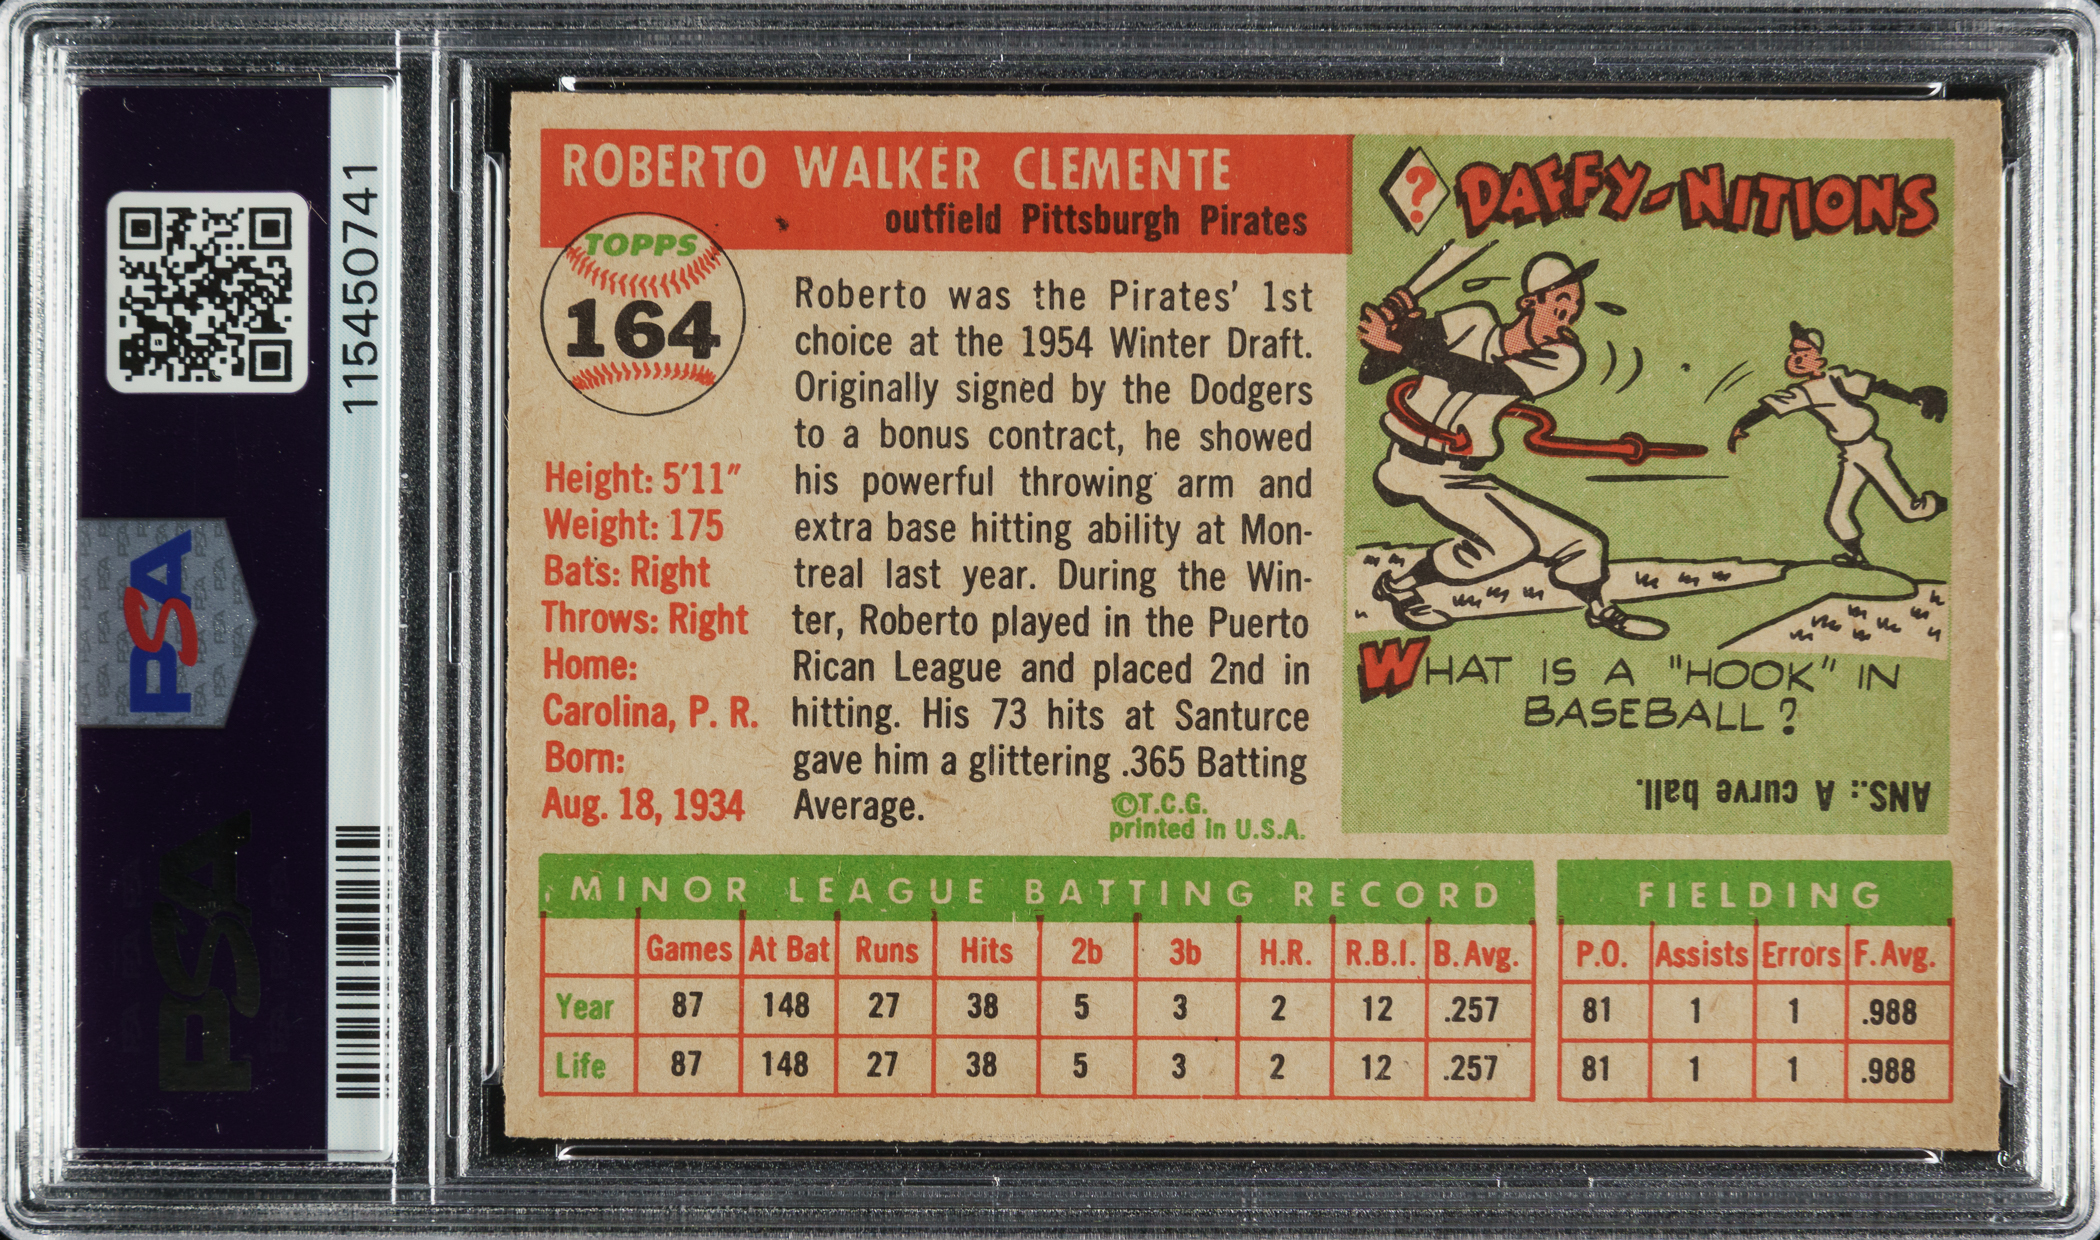 115450741
PSA
PSA
ROBERTO WALKER CLEMENTE
outfield Pittsburgh Pirates
TOPPS
164
Height: 5'11"
Weight: 175
Bats: Right
Throws: Right
Home:
Carolina, P. R.
Born:
Aug. 18, 1934
Roberto was the Pirates' 1st
choice at the 1954 Winter Draft.
Originally signed by the Dodgers
to a bonus contract, he showed
his powerful throwing arm and
extra base hitting ability at Mon-
treal last year. During the Win-
ter, Roberto played in the Puerto
Rican League and placed 2nd in
hitting. His 73 hits at Santurce
gave him a glittering .365 Batting
Average.
©T.C.G.
printed in U.S.A.
? DAFFY-NITIONS
WHAT IS A "HOOK" IN
BASEBALL?
ANS.: A curve ball.
MINOR LEAGUE BATTING RECORD
Games At Bat Runs Hits 2b 3b H.R. R.B.I. B. Avg.
Year 87 148 27 38 5 3 2 12 .257
Life 87 148 27 38 5 3 2 12 .257
FIELDING
P.O. Assists Errors F. Avg.
81 1 1 .988
81 1 1 .988